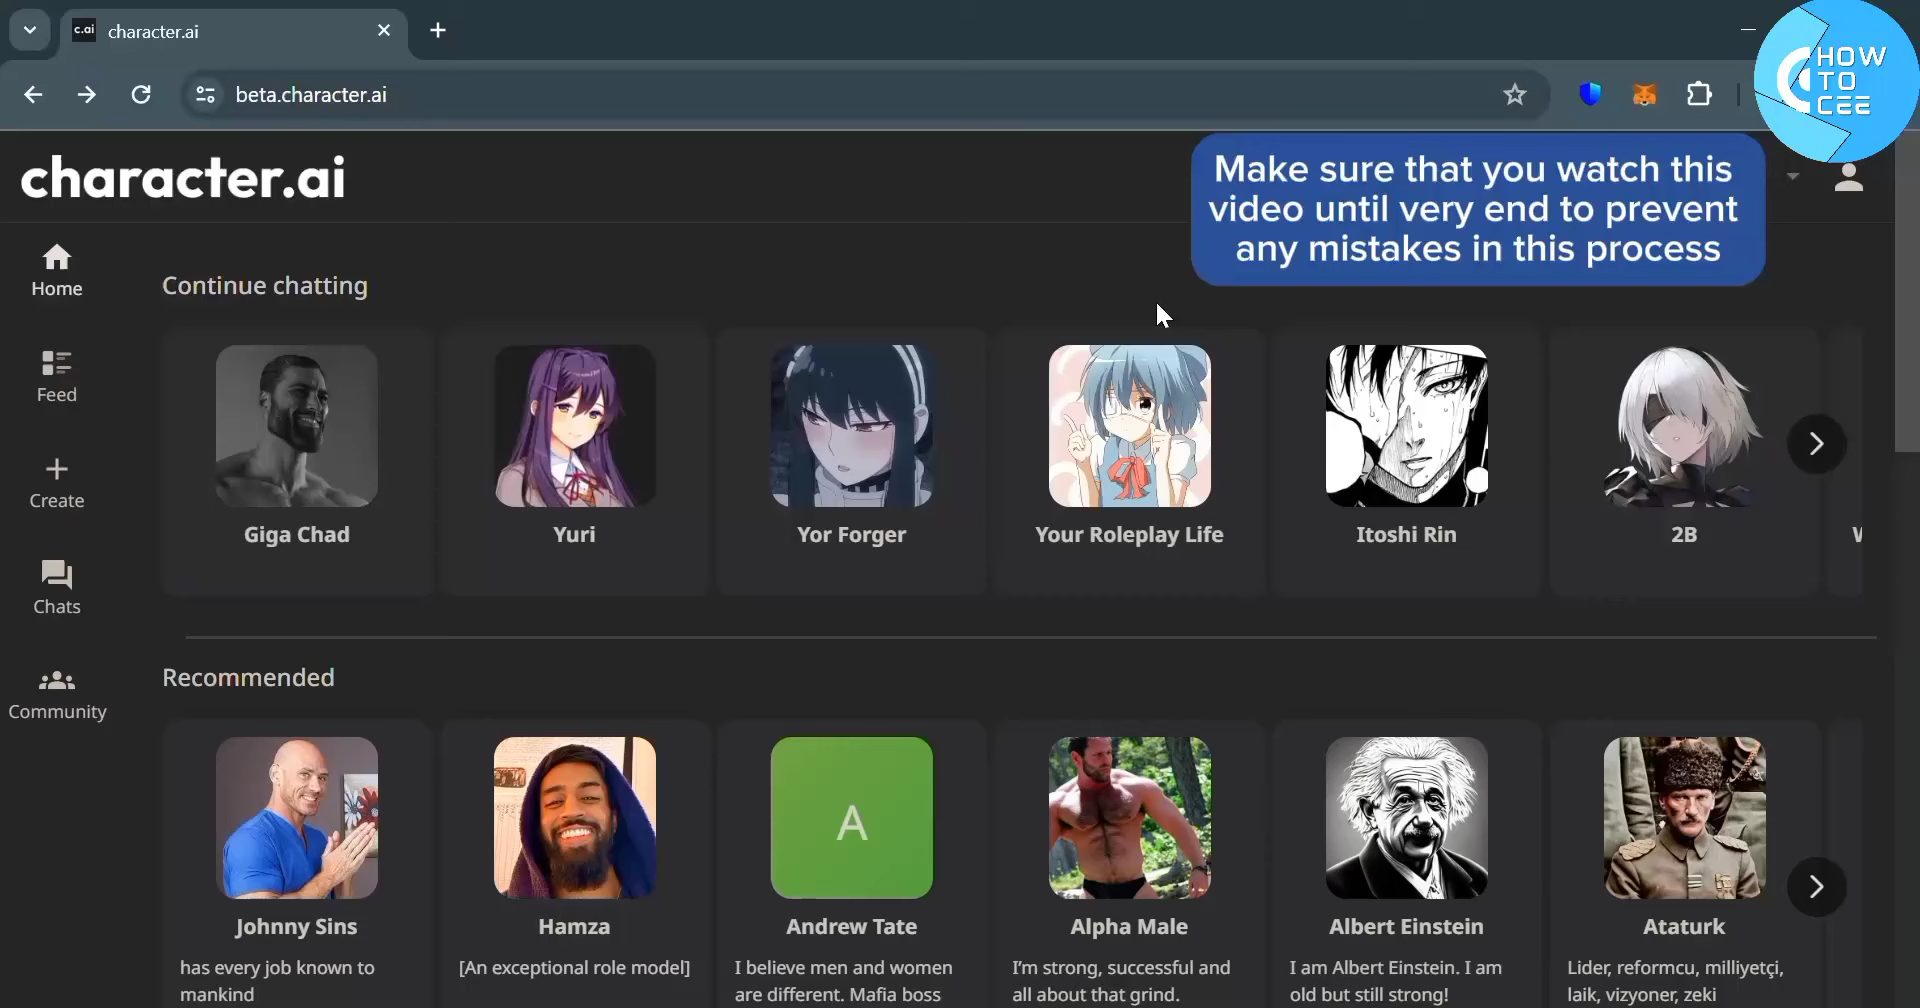 c.ai
character.ai
beta.character.ai
HOW
TO
CEE
character.ai
Make sure that you watch this
video until very end to prevent
any mistakes in this process
Home
Feed
Create
Chats
Community
Continue chatting
Giga Chad
Yuri
Yor Forger
Your Roleplay Life
Itoshi Rin
2B
Recommended
A
Johnny Sins
has every job known to
mankind
Hamza
[An exceptional role model]
Andrew Tate
I believe men and women
are different. Mafia boss
Alpha Male
I'm strong, successful and
all about that grind.
Albert Einstein
I am Albert Einstein. I am
old but still strong!
Ataturk
Lider, reformcu, milliyetçi,
laik, vizyoner, zeki